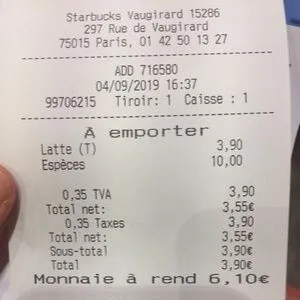 Starbucks Vaugirard 15286
297 Rue de Vaugirard
75015 Paris, 01 42 50 13 27
ADD 716580
04/09/2019 16:37
99706215 Tiroir: 1 Caisse : 1
A emporter
Latte (T) 3,90
Espèces 10,00
0,35 TVA 3,90
Total net: 3,55€
0,35 Taxes 3,90
Total net: 3,55€
Sous-total 3,90€
Total 3,90€
Monnaie à rend 6,10€